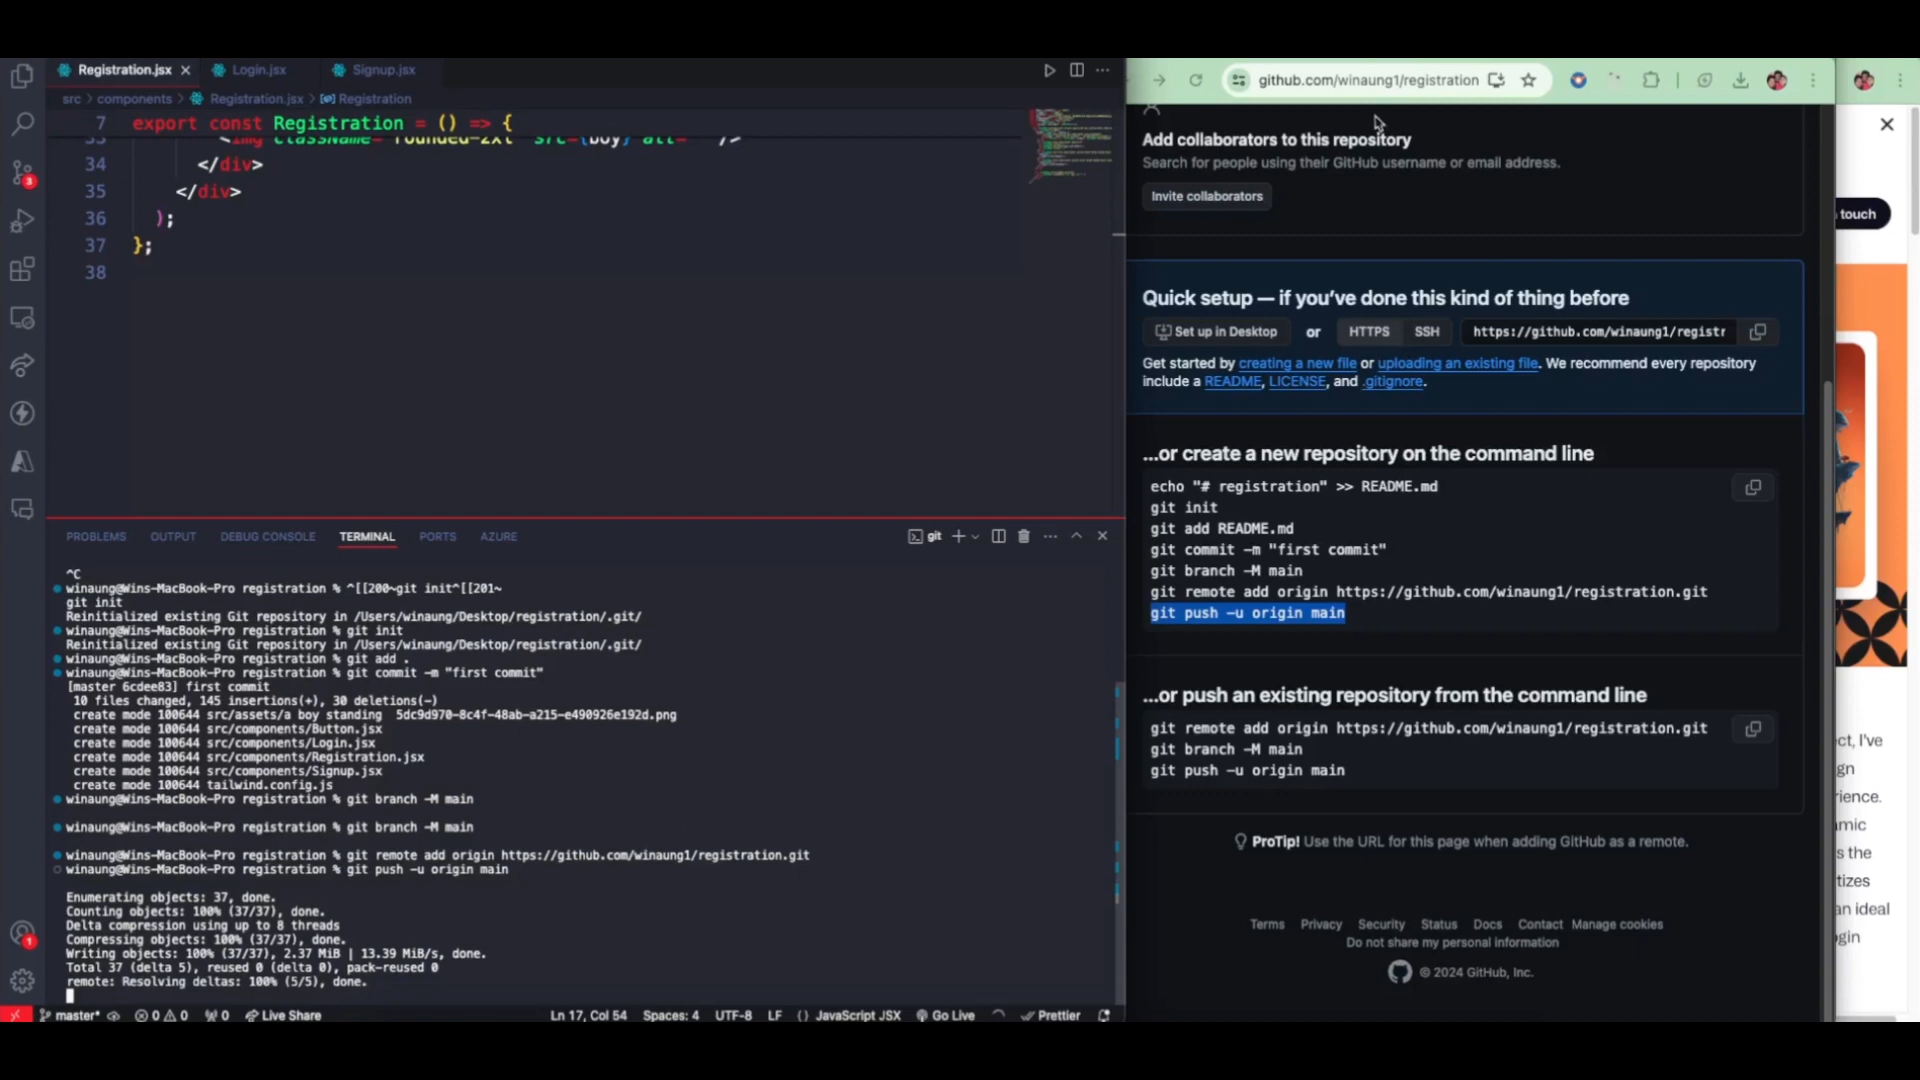 Registration.jsx
Login.jsx
Signup.jsx
src > components > Registration.jsx > Registration
7 export const Registration = () => {
33 <img className="rounded-2xl" src={boy} alt="" />
34 </div>
35 </div>
36 );
37 };
38
PROBLEMS OUTPUT DEBUG CONSOLE TERMINAL PORTS AZURE
git
^C
winaung@Wins-MacBook-Pro registration % ^[[200~git init^[[201~
git init
Reinitialized existing Git repository in /Users/winaung/Desktop/registration/.git/
winaung@Wins-MacBook-Pro registration % git init
Reinitialized existing Git repository in /Users/winaung/Desktop/registration/.git/
winaung@Wins-MacBook-Pro registration % git add .
winaung@Wins-MacBook-Pro registration % git commit -m "first commit"
[master 6cdee83] first commit
10 files changed, 145 insertions(+), 30 deletions(-)
create mode 100644 src/assets/a boy standing  5dc9d970-8c4f-48ab-a215-e490926e192d.png
create mode 100644 src/components/Button.jsx
create mode 100644 src/components/Login.jsx
create mode 100644 src/components/Registration.jsx
create mode 100644 src/components/Signup.jsx
create mode 100644 tailwind.config.js
winaung@Wins-MacBook-Pro registration % git branch -M main
winaung@Wins-MacBook-Pro registration % git branch -M main
winaung@Wins-MacBook-Pro registration % git remote add origin https://github.com/winaung1/registration.git
winaung@Wins-MacBook-Pro registration % git push -u origin main
Enumerating objects: 37, done.
Counting objects: 100% (37/37), done.
Delta compression using up to 8 threads
Compressing objects: 100% (37/37), done.
Writing objects: 100% (37/37), 2.37 MiB | 13.39 MiB/s, done.
Total 37 (delta 5), reused 0 (delta 0), pack-reused 0
remote: Resolving deltas: 100% (5/5), done.
3
1
master* 0 0 0 Live Share Ln 17, Col 54 Spaces: 4 UTF-8 LF {} JavaScript JSX Go Live Prettier
github.com/winaung1/registration
Add collaborators to this repository
Search for people using their GitHub username or email address.
Invite collaborators
Quick setup — if you've done this kind of thing before
Set up in Desktop or HTTPS SSH https://github.com/winaung1/registr
Get started by creating a new file or uploading an existing file. We recommend every repository
include a README, LICENSE, and .gitignore.
...or create a new repository on the command line
echo "# registration" >> README.md
git init
git add README.md
git commit -m "first commit"
git branch -M main
git remote add origin https://github.com/winaung1/registration.git
git push -u origin main
...or push an existing repository from the command line
git remote add origin https://github.com/winaung1/registration.git
git branch -M main
git push -u origin main
ProTip! Use the URL for this page when adding GitHub as a remote.
Terms Privacy Security Status Docs Contact Manage cookies
Do not share my personal information
© 2024 GitHub, Inc.
touch
ect, I've
gn
rience.
amic
s the
tizes
an ideal
ogin